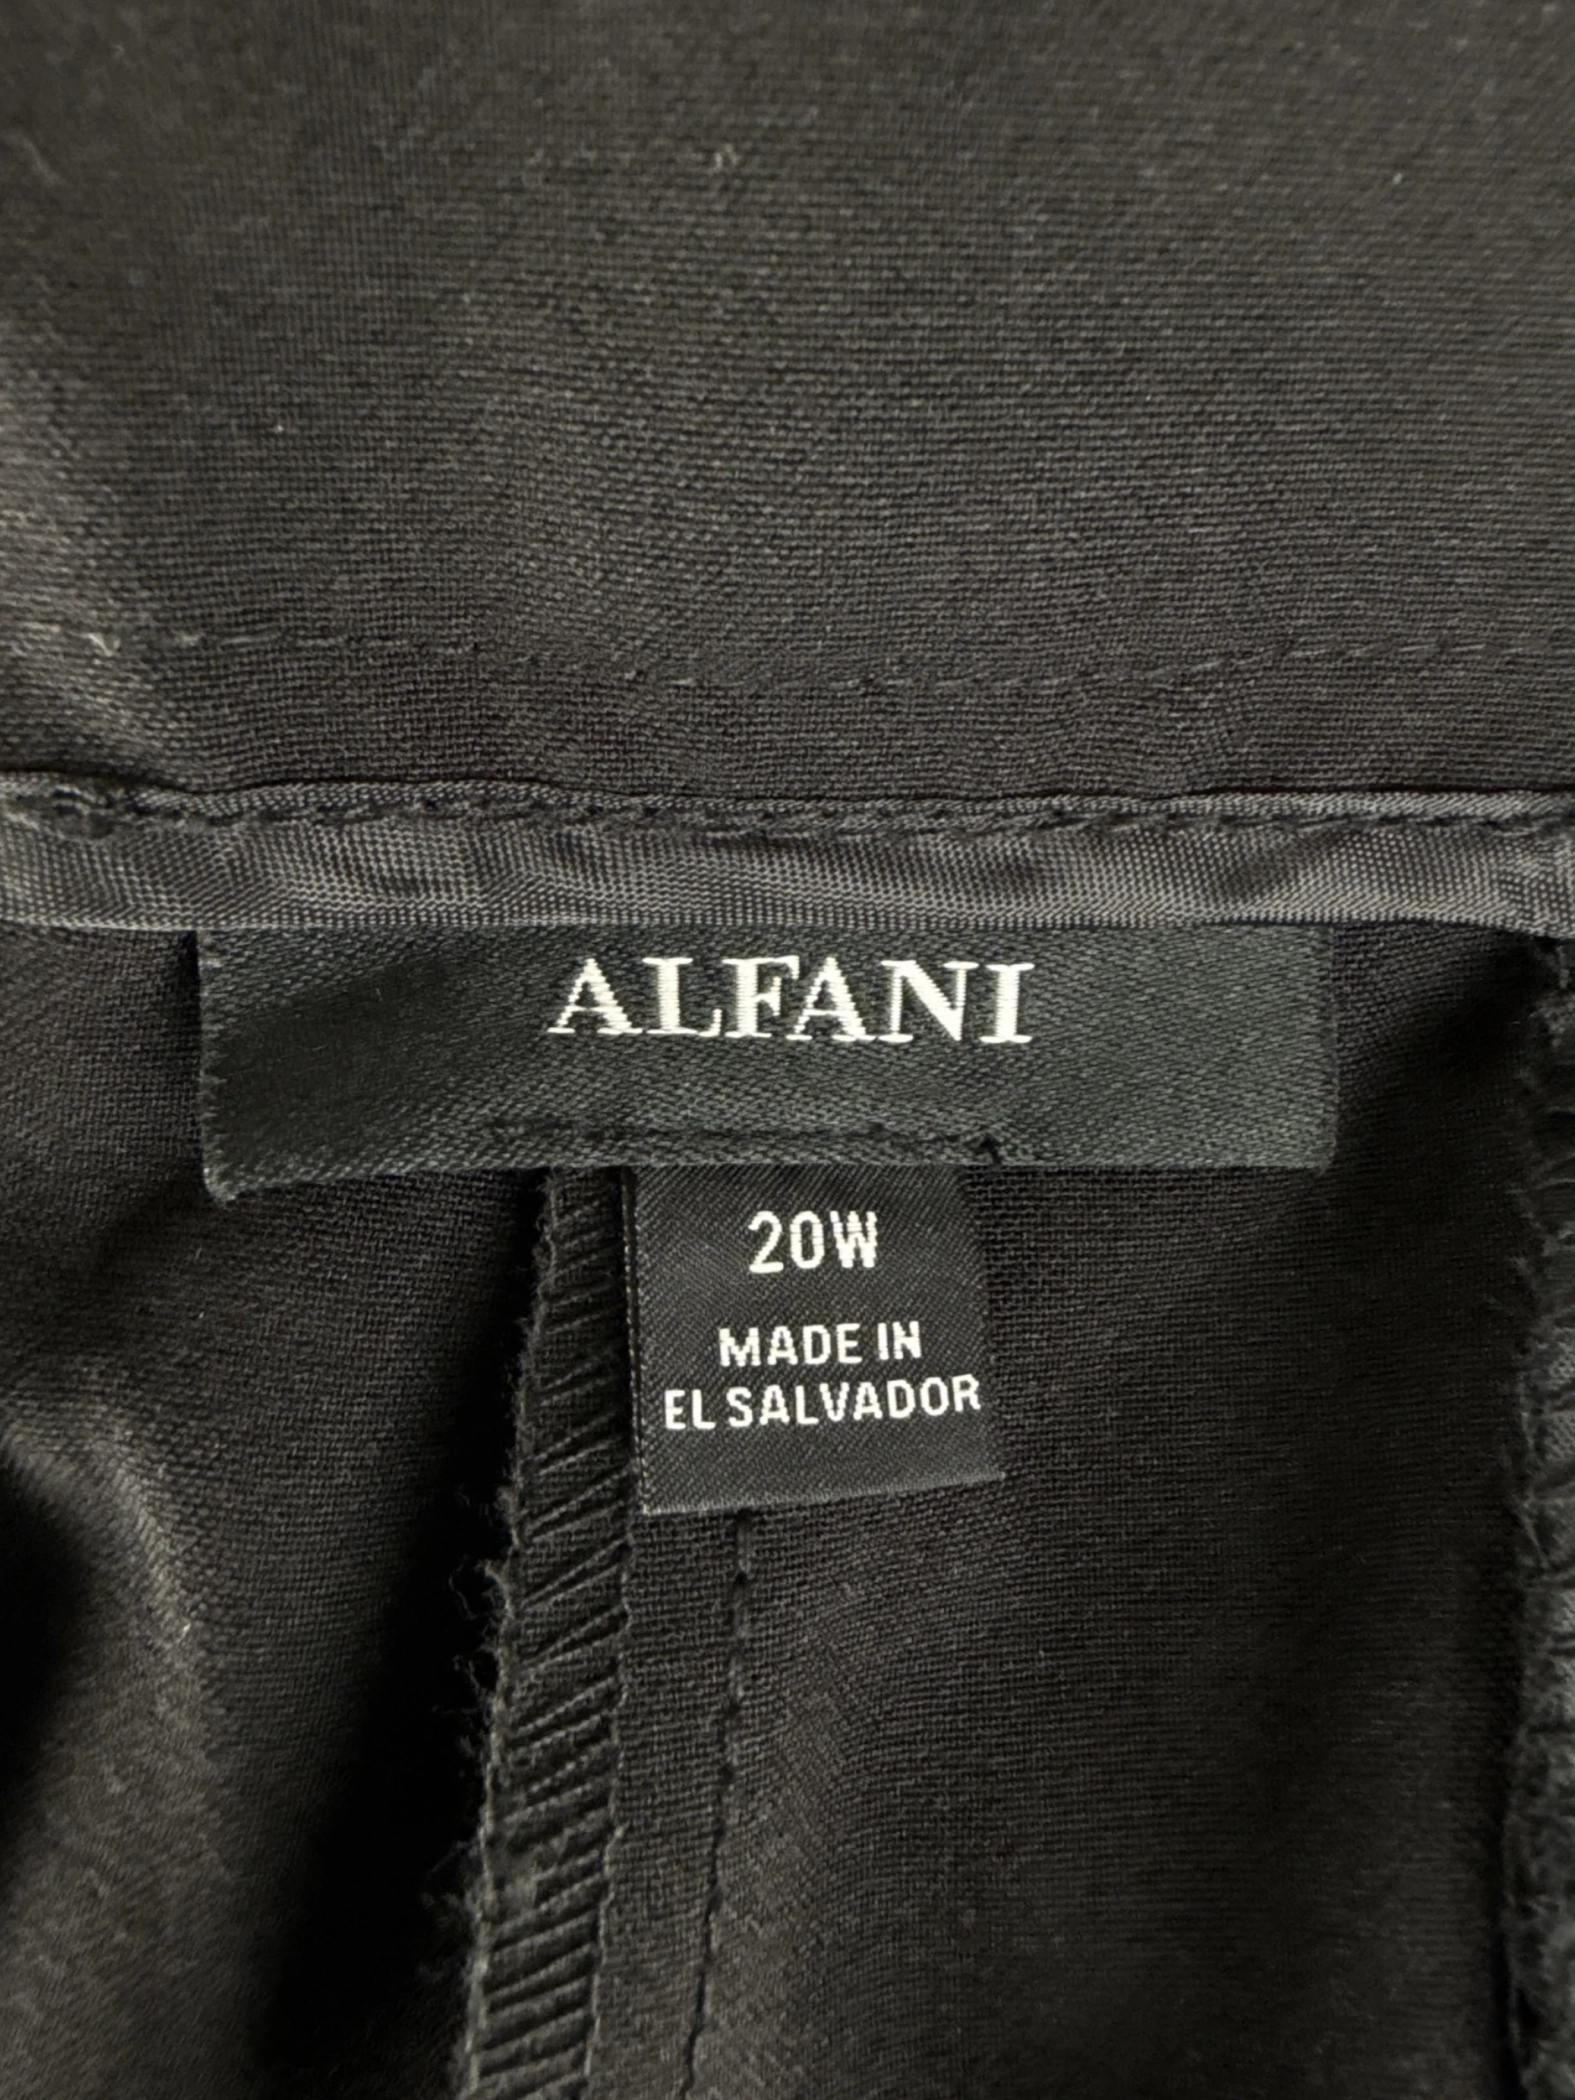 ALFANI
20W
MADE IN
EL SALVADOR